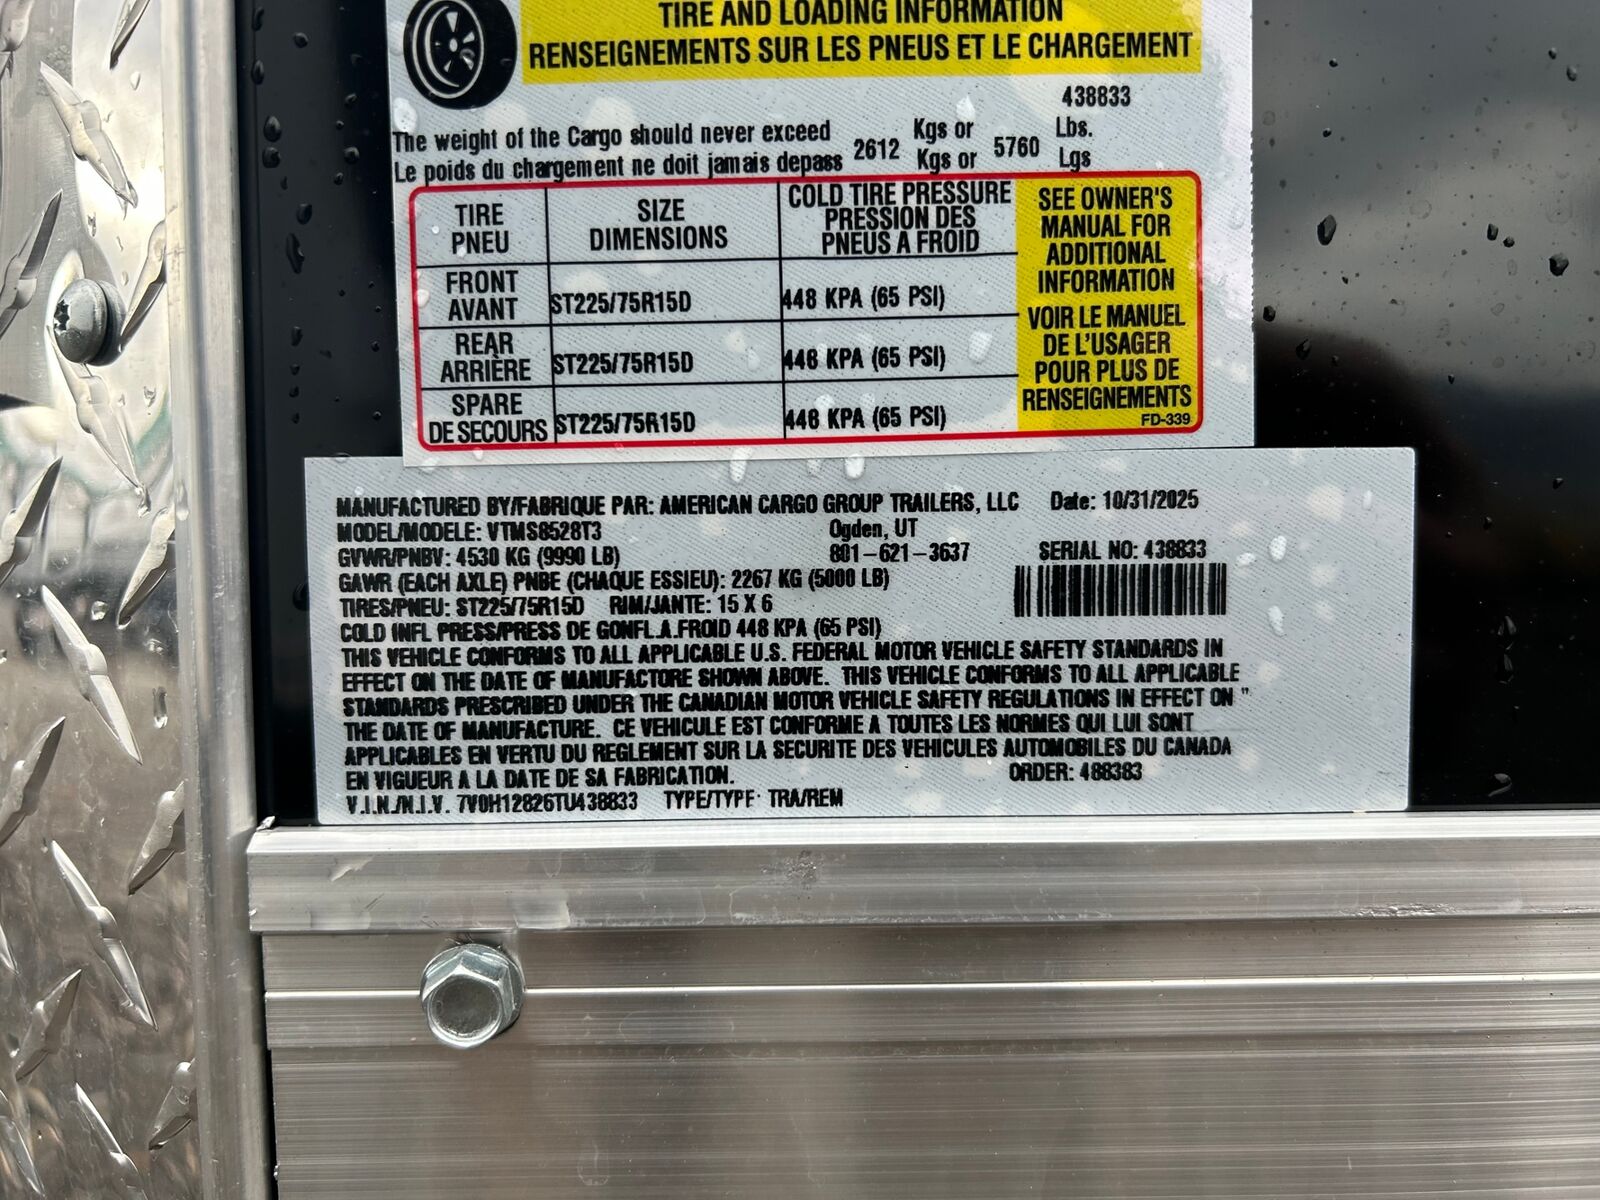 TIRE AND LOADING INFORMATION
RENSEIGNEMENTS SUR LES PNEUS ET LE CHARGEMENT
438833
The weight of the Cargo should never exceed 2612 Kgs or 5760 Lbs.
Le poids du chargement ne doit jamais depass Kgs or Lgs
TIRE PNEU
SIZE DIMENSIONS
COLD TIRE PRESSURE PRESSION DES PNEUS A FROID
FRONT AVANT ST225/75R15D 448 KPA (65 PSI)
REAR ARRIÈRE ST225/75R15D 448 KPA (65 PSI)
SPARE DE SECOURS ST225/75R15D 448 KPA (65 PSI)
SEE OWNER'S
MANUAL FOR
ADDITIONAL
INFORMATION
VOIR LE MANUEL
DE L'USAGER
POUR PLUS DE
RENSEIGNEMENTS
FD-339
MANUFACTURED BY/FABRIQUE PAR: AMERICAN CARGO GROUP TRAILERS, LLC Date: 10/31/2025
MODEL/MODELE: VTMS8528T3 Ogden, UT
GVWR/PNBV: 4530 KG (9990 LB) 801-621-3637 SERIAL NO: 438833
GAWR (EACH AXLE) PNBE (CHAQUE ESSIEU): 2267 KG (5000 LB)
TIRES/PNEU: ST225/75R15D RIM/JANTE: 15 X 6
COLD INFL PRESS/PRESS DE GONFL.A.FROID 448 KPA (65 PSI)
THIS VEHICLE CONFORMS TO ALL APPLICABLE U.S. FEDERAL MOTOR VEHICLE SAFETY STANDARDS IN
EFFECT ON THE DATE OF MANUFACTORE SHOWN ABOVE. THIS VEHICLE CONFORMS TO ALL APPLICABLE
STANDARDS PRESCRIBED UNDER THE CANADIAN MOTOR VEHICLE SAFETY REGULATIONS IN EFFECT ON "
THE DATE OF MANUFACTURE. CE VEHICULE EST CONFORME A TOUTES LES NORMES QUI LUI SONT
APPLICABLES EN VERTU DU REGLEMENT SUR LA SECURITE DES VEHICULES AUTOMOBILES DU CANADA
EN VIGUEUR A LA DATE DE SA FABRICATION. ORDER: 488383
V.I.N./N.I.V. 7V0H12826TU438833 TYPE/TYPE: TRA/REM